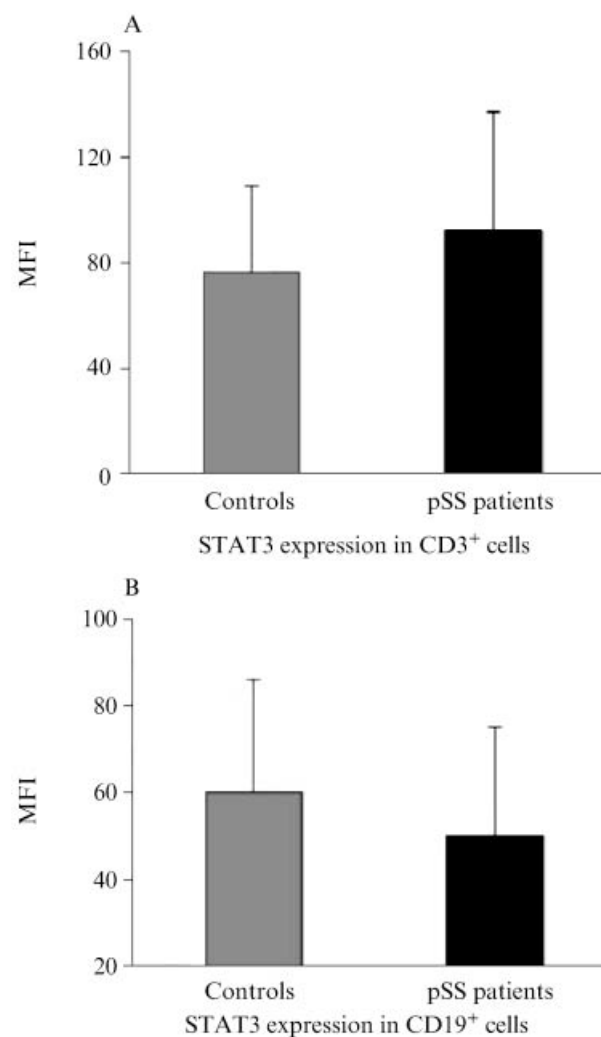 A
160
120
80
40
0
MFI
Controls pSS patients
STAT3 expression in CD3⁺ cells
B
100
80
60
40
20
MFI
Controls pSS patients
STAT3 expression in CD19⁺ cells